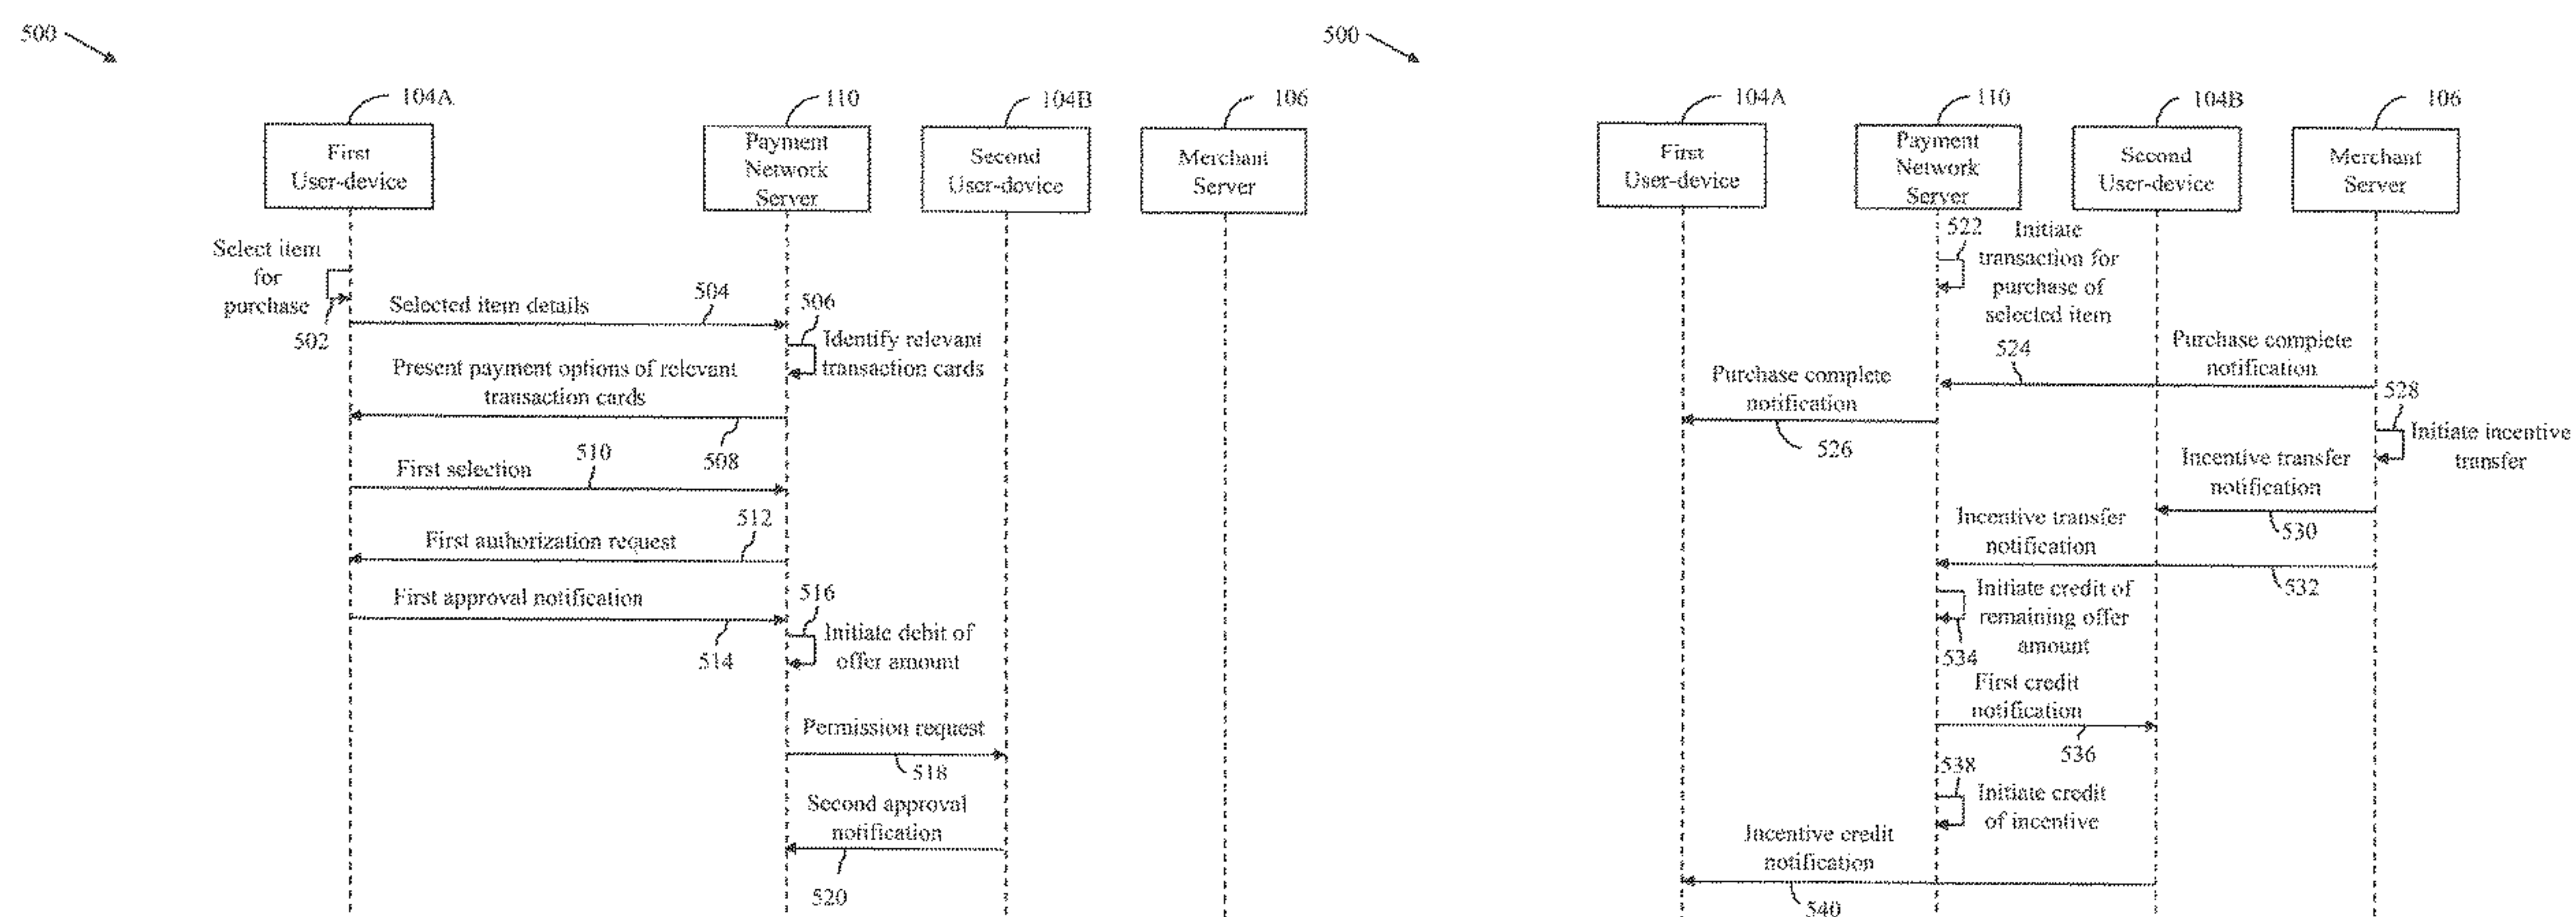 500
104A
110
104B
106
First
User-device
Payment
Network
Server
Second
User-device
Merchant
Server
Select item
for
purchase
502
Selected item details
504
506
Identify relevant
transaction cards
Present payment options of relevant
transaction cards
508
First selection
510
First authorization request
512
First approval notification
514
516
Initiate debit of
offer amount
Permission request
518
Second approval
notification
520
500
104A
110
104B
106
First
User-device
Payment
Network
Server
Second
User-device
Merchant
Server
522
Initiate
transaction for
purchase of
selected item
Purchase complete
notification
524
Purchase complete
notification
526
528
Initiate incentive
transfer
Incentive transfer
notification
530
Incentive transfer
notification
532
Initiate credit of
remaining offer
amount
534
First credit
notification
536
538
Initiate credit
of incentive
Incentive credit
notification
540